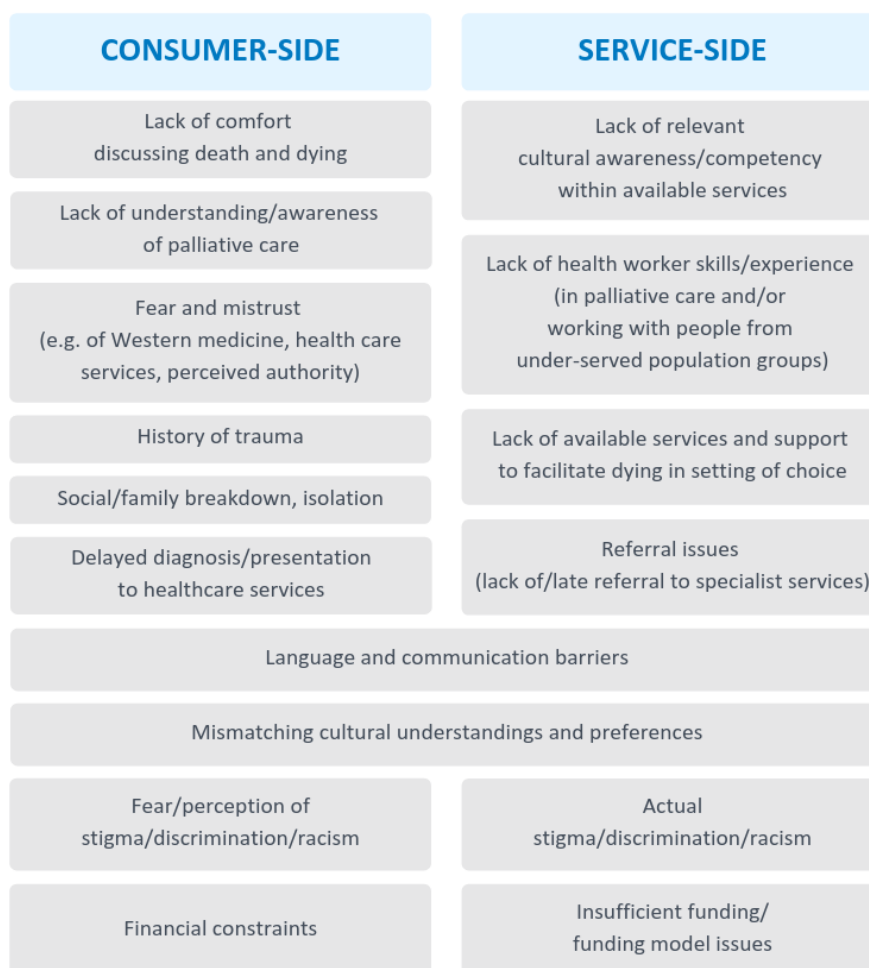 CONSUMER-SIDE
Lack of comfort
discussing death and dying
Lack of understanding/awareness
of palliative care
Fear and mistrust
(e.g. of Western medicine, health care
services, perceived authority)
History of trauma
Social/family breakdown, isolation
Delayed diagnosis/presentation
to healthcare services
SERVICE-SIDE
Lack of relevant
cultural awareness/competency
within available services
Lack of health worker skills/experience
(in palliative care and/or
working with people from
under-served population groups)
Lack of available services and support
to facilitate dying in setting of choice
Referral issues
(lack of/late referral to specialist services)
Language and communication barriers
Mismatching cultural understandings and preferences
Fear/perception of
stigma/discrimination/racism
Actual
stigma/discrimination/racism
Financial constraints
Insufficient funding/
funding model issues